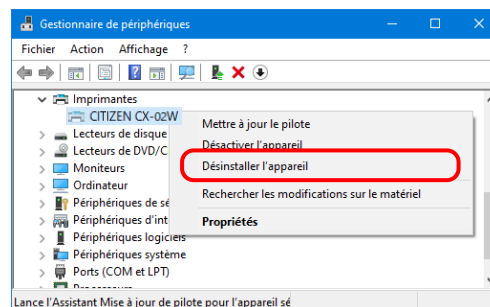 Gestionnaire de périphériques
Fichier Action Affichage ?
Imprimantes
CITIZEN CX-02W
Lecteurs de disque
Lecteurs de DVD/C
Moniteurs
Ordinateur
Périphériques de sé
Périphériques d'int
Périphériques logiciels
Périphériques système
Ports (COM et LPT)
Processeurs
Mettre à jour le pilote
Désactiver l'appareil
Désinstaller l'appareil
Rechercher les modifications sur le matériel
Propriétés
Lance l'Assistant Mise à jour de pilote pour l'appareil sé